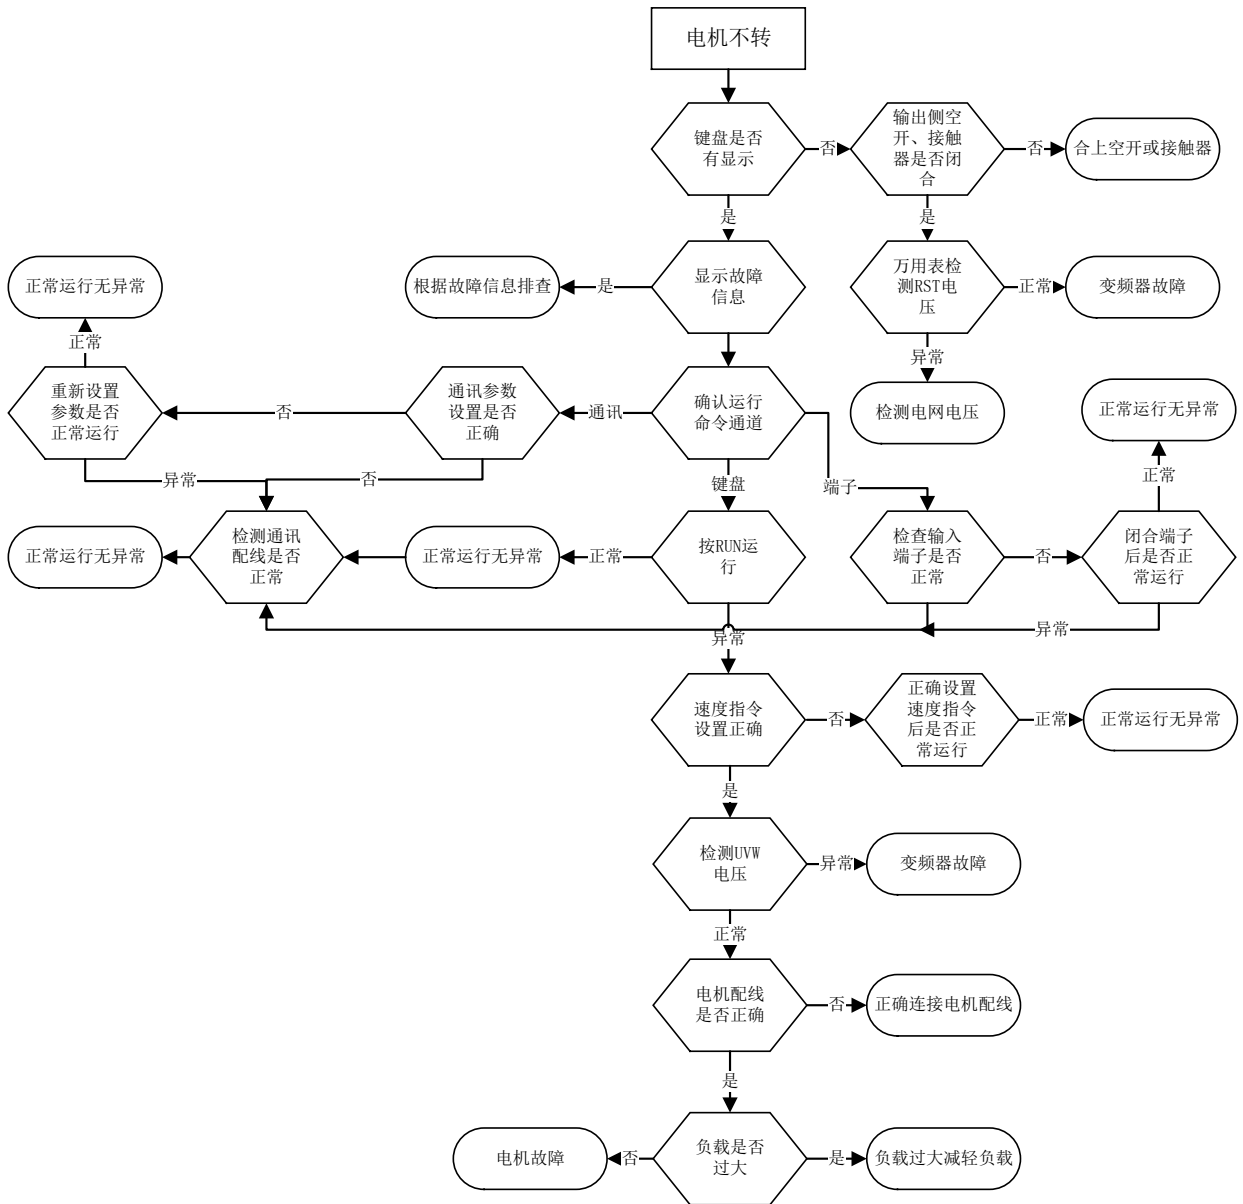 电机不转
键盘是否
有显示
否
输出侧空
开、接触
器是否闭
合
否
合上空开或接触器
是
是
正常运行无异常
根据故障信息排查
是
显示故障
信息
万用表检
测RST电
压
正常
变频器故障
正常
异常
重新设置
参数是否
正常运行
否
通讯参数
设置是否
正确
通讯
确认运行
命令通道
检测电网电压
正常运行无异常
异常
否
键盘
端子
正常
正常运行无异常
检测通讯
配线是否
正常
正常运行无异常
正常
按RUN运
行
检查输入
端子是否
正常
否
闭合端子
后是否正
常运行
异常
异常
速度指令
设置正确
否
正确设置
速度指令
后是否正
常运行
正常
正常运行无异常
是
检测UVW
电压
异常
变频器故障
正常
电机配线
是否正确
否
正确连接电机配线
是
电机故障
否
负载是否
过大
是
负载过大减轻负载